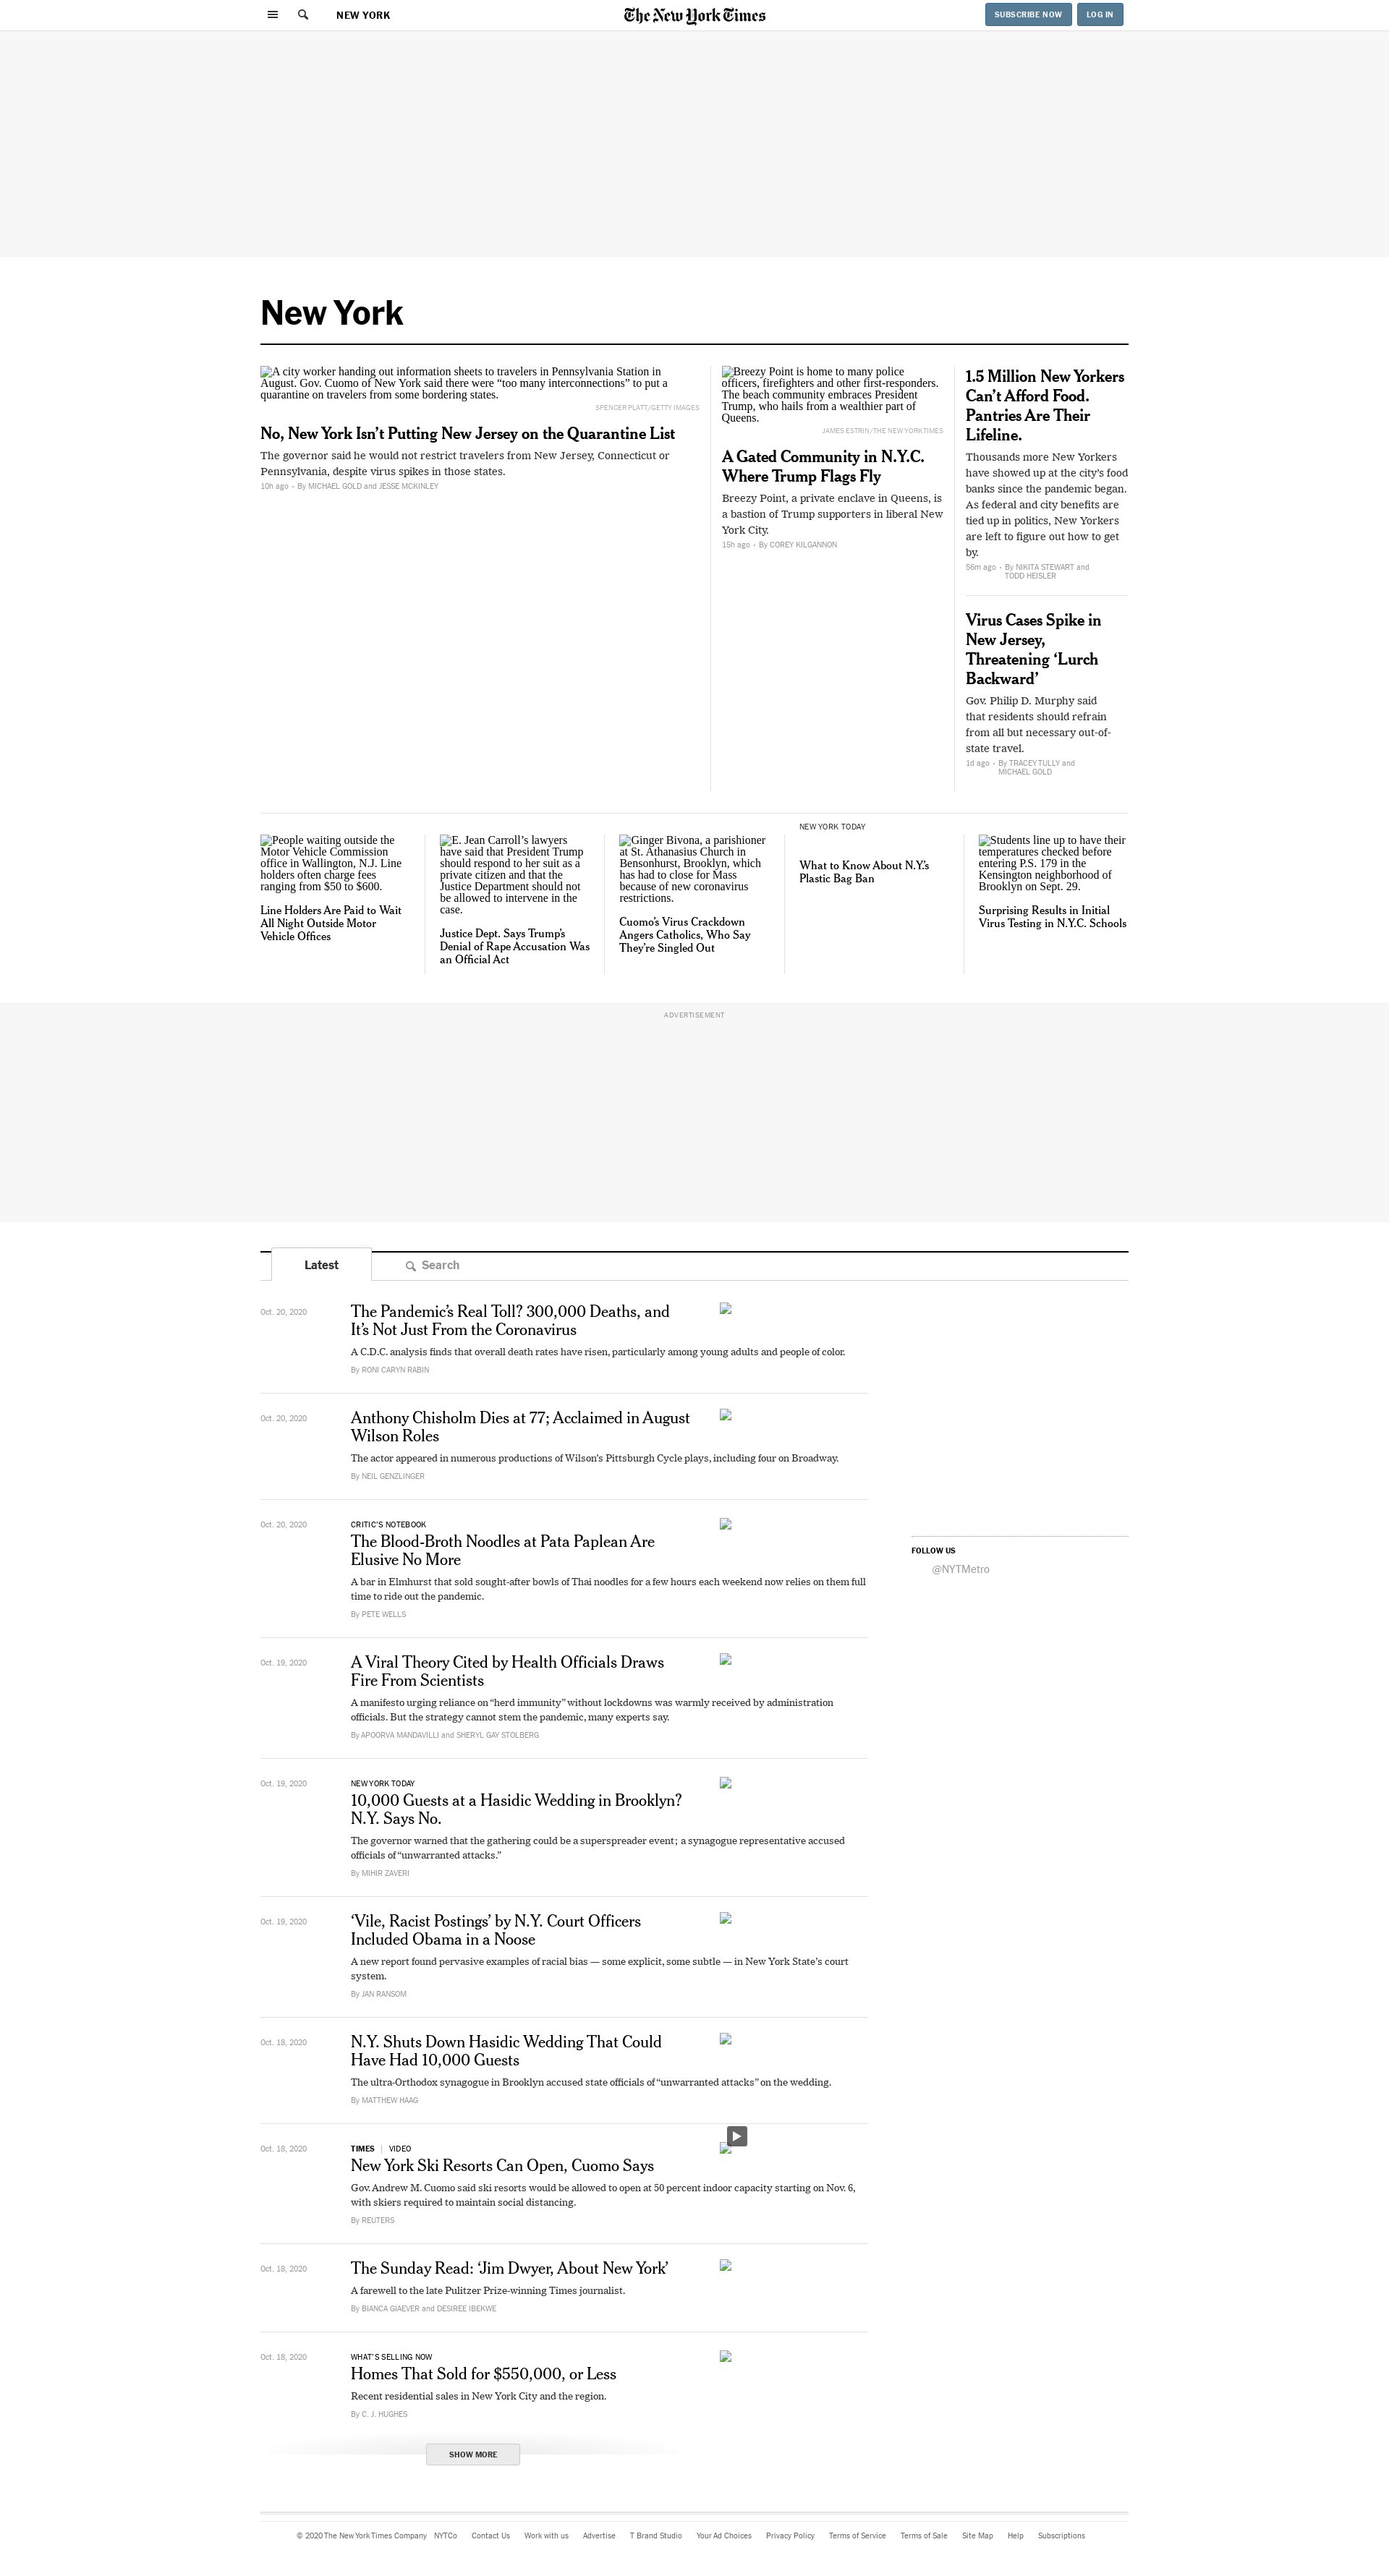 NEW YORK
The New York Times
SUBSCRIBE NOW
LOG IN
New York
A city worker handing out information sheets to travelers in Pennsylvania Station in
August. Gov. Cuomo of New York said there were “too many interconnections” to put a
quarantine on travelers from some bordering states.
SPENCER PLATT/GETTY IMAGES
No, New York Isn’t Putting New Jersey on the Quarantine List
The governor said he would not restrict travelers from New Jersey, Connecticut or
Pennsylvania, despite virus spikes in those states.
10h ago • By MICHAEL GOLD and JESSE MCKINLEY
Breezy Point is home to many police
officers, firefighters and other first-responders.
The beach community embraces President
Trump, who hails from a wealthier part of
Queens.
JAMES ESTRIN/THE NEW YORK TIMES
A Gated Community in N.Y.C.
Where Trump Flags Fly
Breezy Point, a private enclave in Queens, is
a bastion of Trump supporters in liberal New
York City.
15h ago • By COREY KILGANNON
1.5 Million New Yorkers
Can’t Afford Food.
Pantries Are Their
Lifeline.
Thousands more New Yorkers
have showed up at the city’s food
banks since the pandemic began.
As federal and city benefits are
tied up in politics, New Yorkers
are left to figure out how to get
by.
56m ago • By NIKITA STEWART and
TODD HEISLER
Virus Cases Spike in
New Jersey,
Threatening ‘Lurch
Backward’
Gov. Philip D. Murphy said
that residents should refrain
from all but necessary out-of-
state travel.
1d ago • By TRACEY TULLY and
MICHAEL GOLD
People waiting outside the
Motor Vehicle Commission
office in Wallington, N.J. Line
holders often charge fees
ranging from $50 to $600.
Line Holders Are Paid to Wait
All Night Outside Motor
Vehicle Offices
E. Jean Carroll’s lawyers
have said that President Trump
should respond to her suit as a
private citizen and that the
Justice Department should not
be allowed to intervene in the
case.
Justice Dept. Says Trump’s
Denial of Rape Accusation Was
an Official Act
Ginger Bivona, a parishioner
at St. Athanasius Church in
Bensonhurst, Brooklyn, which
has had to close for Mass
because of new coronavirus
restrictions.
Cuomo’s Virus Crackdown
Angers Catholics, Who Say
They’re Singled Out
NEW YORK TODAY
What to Know About N.Y.’s
Plastic Bag Ban
Students line up to have their
temperatures checked before
entering P.S. 179 in the
Kensington neighborhood of
Brooklyn on Sept. 29.
Surprising Results in Initial
Virus Testing in N.Y.C. Schools
ADVERTISEMENT
Latest
Search
Oct. 20, 2020
The Pandemic’s Real Toll? 300,000 Deaths, and
It’s Not Just From the Coronavirus
A C.D.C. analysis finds that overall death rates have risen, particularly among young adults and people of color.
By RONI CARYN RABIN
Oct. 20, 2020
Anthony Chisholm Dies at 77; Acclaimed in August
Wilson Roles
The actor appeared in numerous productions of Wilson’s Pittsburgh Cycle plays, including four on Broadway.
By NEIL GENZLINGER
Oct. 20, 2020
CRITIC’S NOTEBOOK
The Blood-Broth Noodles at Pata Paplean Are
Elusive No More
A bar in Elmhurst that sold sought-after bowls of Thai noodles for a few hours each weekend now relies on them full
time to ride out the pandemic.
By PETE WELLS
FOLLOW US
@NYTMetro
Oct. 19, 2020
A Viral Theory Cited by Health Officials Draws
Fire From Scientists
A manifesto urging reliance on “herd immunity” without lockdowns was warmly received by administration
officials. But the strategy cannot stem the pandemic, many experts say.
By APOORVA MANDAVILLI and SHERYL GAY STOLBERG
Oct. 19, 2020
NEW YORK TODAY
10,000 Guests at a Hasidic Wedding in Brooklyn?
N.Y. Says No.
The governor warned that the gathering could be a superspreader event; a synagogue representative accused
officials of “unwarranted attacks.”
By MIHIR ZAVERI
Oct. 19, 2020
‘Vile, Racist Postings’ by N.Y. Court Officers
Included Obama in a Noose
A new report found pervasive examples of racial bias — some explicit, some subtle — in New York State’s court
system.
By JAN RANSOM
Oct. 18, 2020
N.Y. Shuts Down Hasidic Wedding That Could
Have Had 10,000 Guests
The ultra-Orthodox synagogue in Brooklyn accused state officials of “unwarranted attacks” on the wedding.
By MATTHEW HAAG
Oct. 18, 2020
TIMES | VIDEO
New York Ski Resorts Can Open, Cuomo Says
Gov. Andrew M. Cuomo said ski resorts would be allowed to open at 50 percent indoor capacity starting on Nov. 6,
with skiers required to maintain social distancing.
By REUTERS
Oct. 18, 2020
The Sunday Read: ‘Jim Dwyer, About New York’
A farewell to the late Pulitzer Prize-winning Times journalist.
By BIANCA GIAEVER and DESIREE IBEKWE
Oct. 18, 2020
WHAT’S SELLING NOW
Homes That Sold for $550,000, or Less
Recent residential sales in New York City and the region.
By C. J. HUGHES
SHOW MORE
© 2020 The New York Times Company NYTCo Contact Us Work with us Advertise T Brand Studio Your Ad Choices Privacy Policy Terms of Service Terms of Sale Site Map Help Subscriptions